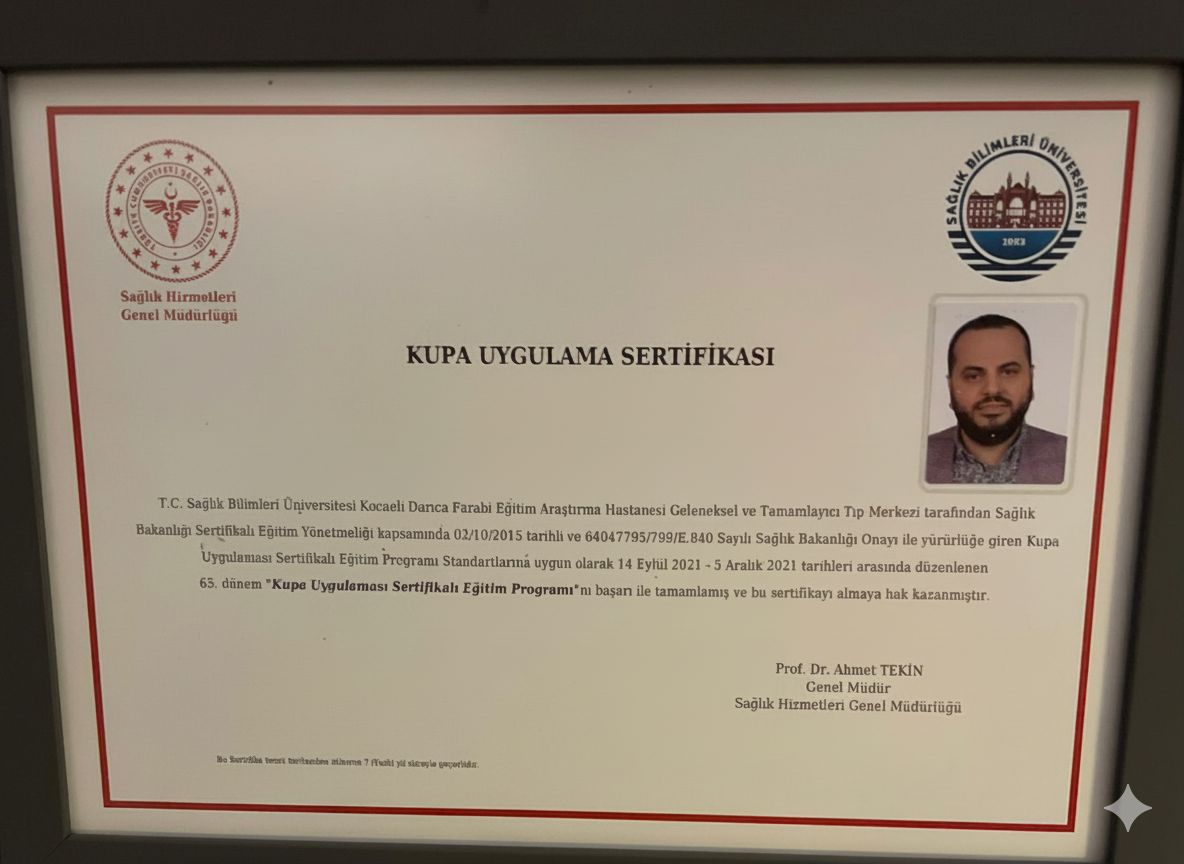 SAĞLIK BİLİMLERİ ÜNİVERSİTESİ
Sağlık Hirmetleri
Genel Müdürlüğü
KUPA UYGULAMA SERTİFİKASI
T.C. Sağlık Bilimleri Üniversitesi Kocaeli Darıca Farabi Eğitim Araştırma Hastanesi Geleneksel ve Tamamlayıcı Tıp Merkezi tarafından Sağlık
Bakanlığı Sertifikalı Eğitim Yönetmeliği kapsamında 02/10/2015 tarihli ve 64047795/799/E.840 Sayılı Sağlık Bakanlığı Onayı ile yürürlüğe giren Kupa
Uygulaması Sertifikalı Eğitim Programı Standartlarına uygun olarak 14 Eylül 2021 - 5 Aralık 2021 tarihleri arasında düzenlenen
65. dönem "Kupa Uygulaması Sertifikalı Eğitim Programı"nı başarı ile tamamlamış ve bu sertifikayı almaya hak kazanmıştır.
Prof. Dr. Ahmet TEKİN
Genel Müdür
Sağlık Hizmetleri Genel Müdürlüğü